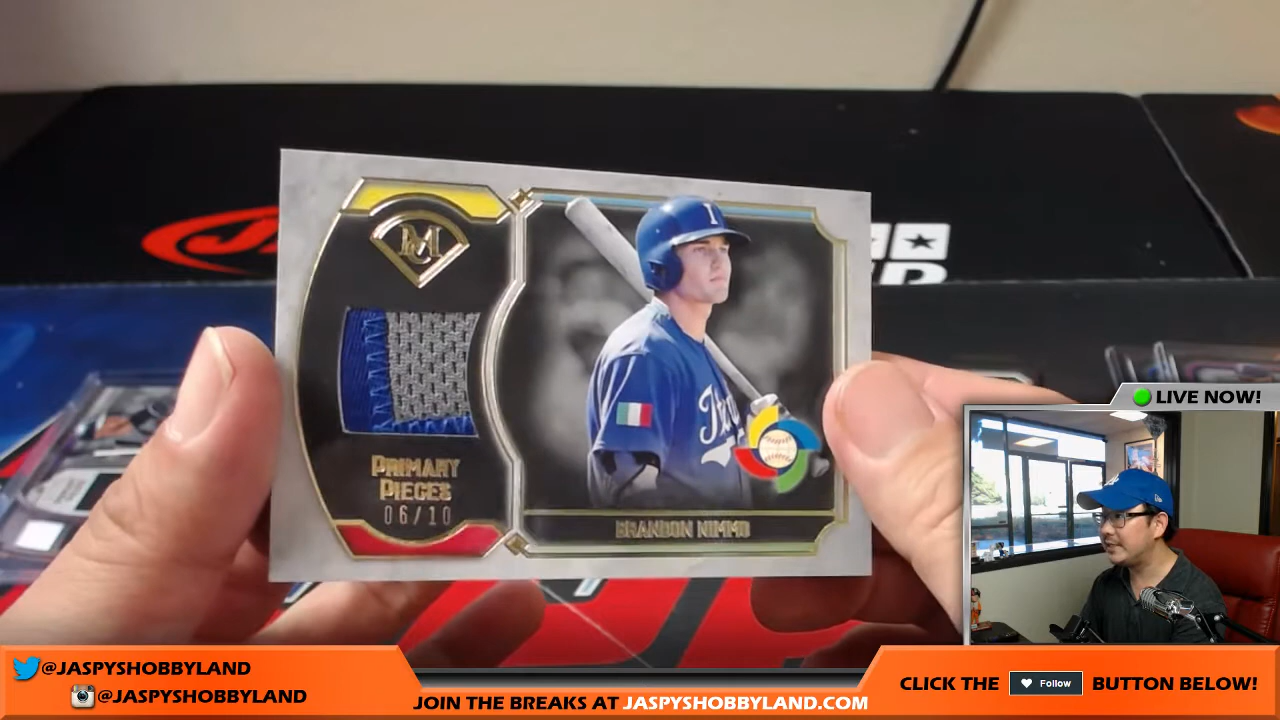 I
M
Ita
PRIMARY
PIECES
06/10
BRANDON NIMMO
LIVE NOW!
@JASPYSHOBBYLAND
@JASPYSHOBBYLAND
JOIN THE BREAKS AT JASPYSHOBBYLAND.COM
CLICK THE Follow BUTTON BELOW!